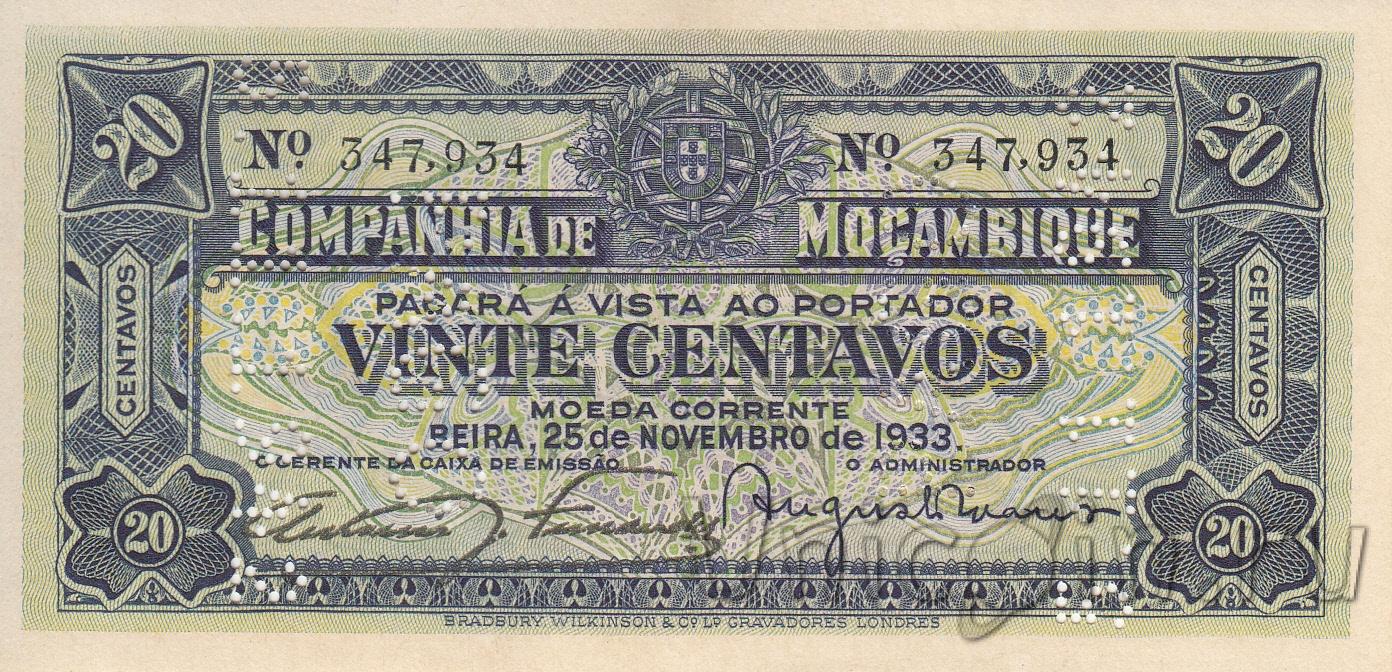 20 20
Nº 347,934 Nº 347,934
COMPANHIA DE MOÇAMBIQUE
PAGARÁ Á VISTA AO PORTADOR
VINTE CENTAVOS
MOEDA CORRENTE
BEIRA, 25 de NOVEMBRO de 1933.
O GERENTE DA CAIXA DE EMISSÃO O ADMINISTRADOR
CENTAVOS CENTAVOS
20 20
BRADBURY, WILKINSON & Cº Lᴰ GRAVADORES LONDRES